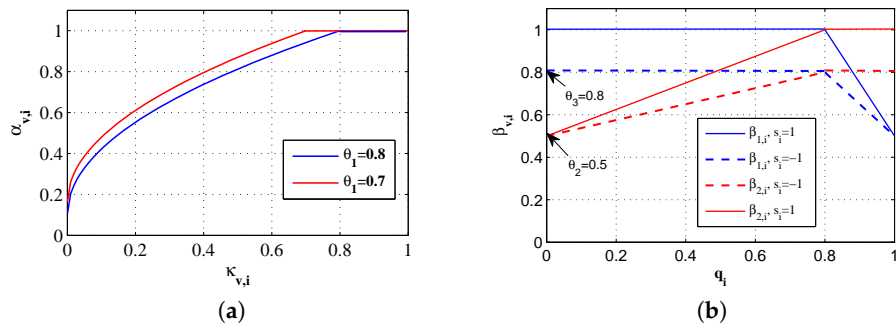 1
0.8
0.6
0.4
0.2
0
α_{v,i}
θ_1=0.8
θ_1=0.7
0 0.2 0.4 0.6 0.8 1
κ_{v,i}
(a)
1
0.8
0.6
0.4
0.2
0
β_{v,i}
θ_3=0.8
θ_2=0.5
β_{1,i}, s_i=1
β_{1,i}, s_i=−1
β_{2,i}, s_i=−1
β_{2,i}, s_i=1
0 0.2 0.4 0.6 0.8 1
q_i
(b)